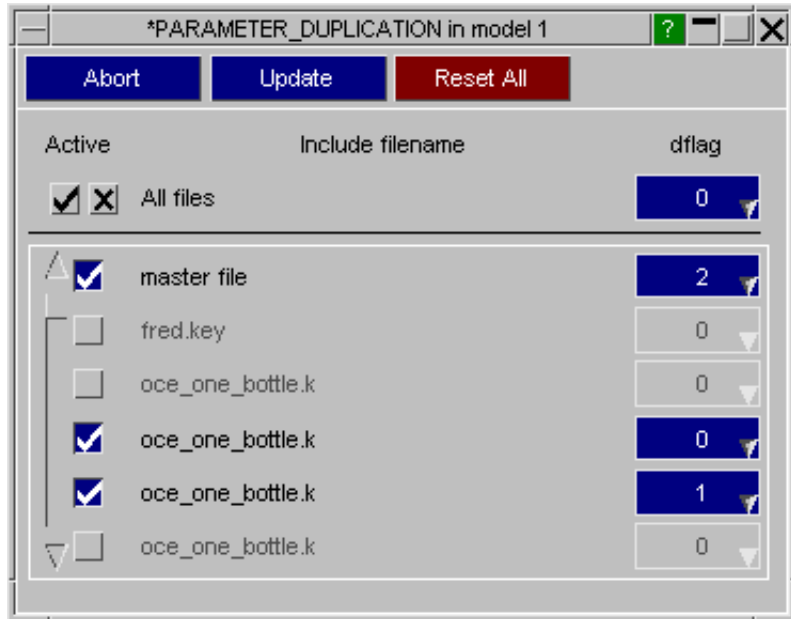 *PARAMETER_DUPLICATION in model 1 ?
Abort Update Reset All
Active Include filename dflag
All files 0
master file 2
fred.key 0
oce_one_bottle.k 0
oce_one_bottle.k 0
oce_one_bottle.k 1
oce_one_bottle.k 0